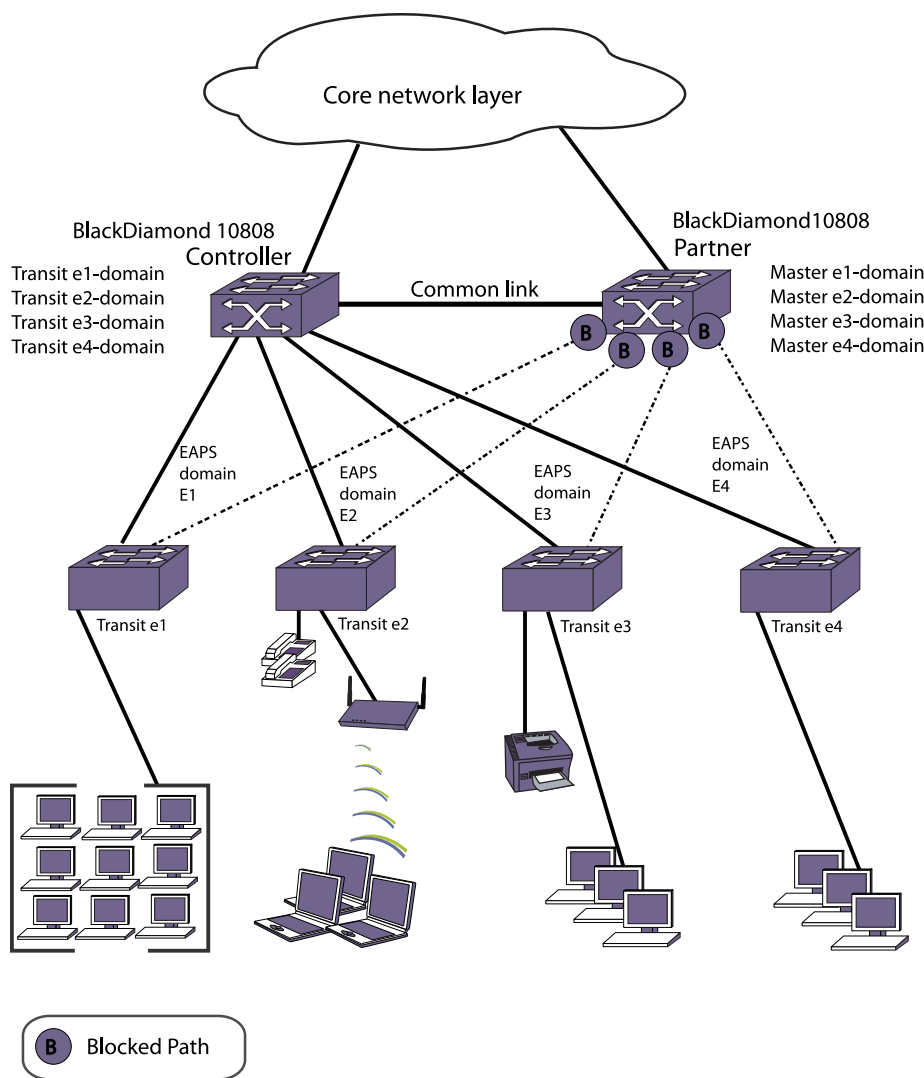 Core network layer
BlackDiamond 10808
Controller
BlackDiamond10808
Partner
Transit e1-domain
Transit e2-domain
Transit e3-domain
Transit e4-domain
Common link
Master e1-domain
Master e2-domain
Master e3-domain
Master e4-domain
B
B
B
B
EAPS
domain
E1
EAPS
domain
E2
EAPS
domain
E3
EAPS
domain
E4
Transit e1
Transit e2
Transit e3
Transit e4
B Blocked Path